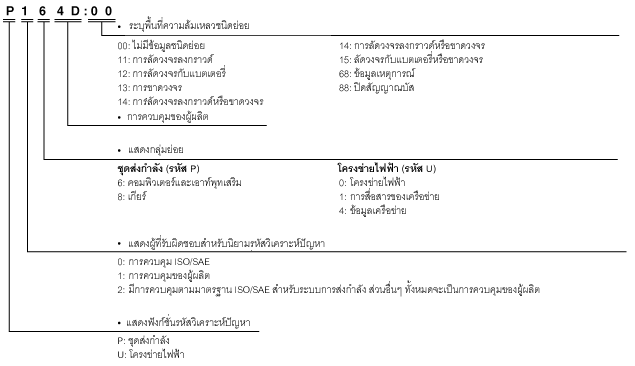 P 1 6 4 D : 0 0
• ระบุพื้นที่ความล้มเหลวชนิดย่อย
00: ไม่มีข้อมูลชนิดย่อย
11: การลัดวงจรลงกราวด์
12: การลัดวงจรกับแบตเตอรี่
13: การขาดวงจร
14: การลัดวงจรลงกราวด์หรือขาดวงจร
14: การลัดวงจรลงกราวด์หรือขาดวงจร
15: ลัดวงจรกับแบตเตอรี่หรือขาดวงจร
68: ข้อมูลเหตุการณ์
88: ปิดสัญญาณบัส
• การควบคุมของผู้ผลิต
• แสดงกลุ่มย่อย
ชุดส่งกำลัง (รหัส P)
6: คอมพิวเตอร์และเอาท์พุทเสริม
8: เกียร์
โครงข่ายไฟฟ้า (รหัส U)
0: โครงข่ายไฟฟ้า
1: การสื่อสารของเครือข่าย
4: ข้อมูลเครือข่าย
• แสดงผู้ที่รับผิดชอบสำหรับนิยามรหัสวิเคราะห์ปัญหา
0: การควบคุม ISO/SAE
1: การควบคุมของผู้ผลิต
2: มีการควบคุมตามมาตรฐาน ISO/SAE สำหรับระบบการส่งกำลัง ส่วนอื่นๆ ทั้งหมดจะเป็นการควบคุมของผู้ผลิต
• แสดงฟังก์ชั่นรหัสวิเคราะห์ปัญหา
P: ชุดส่งกำลัง
U: โครงข่ายไฟฟ้า